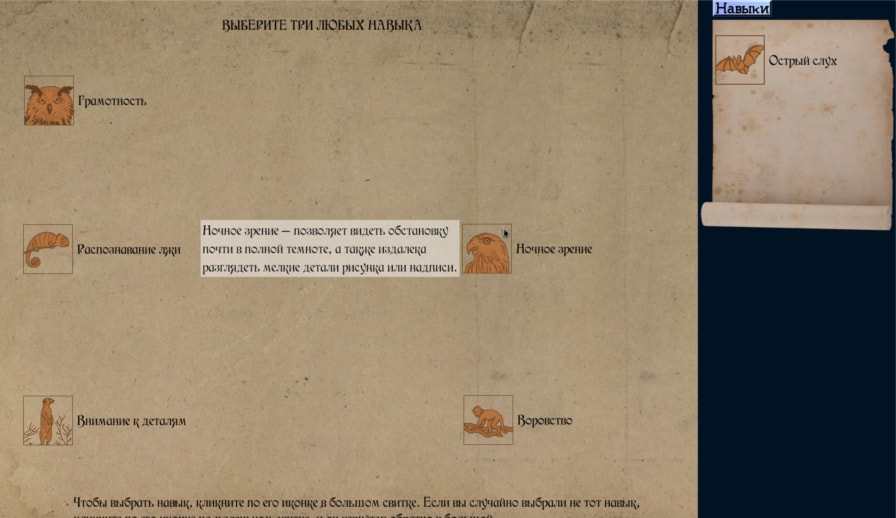 ВЫБЕРИТЕ ТРИ ЛЮБЫХ НАВЫКА
Навыки
Острый слух
Грамотность
Распознавание лжи
Ночное зрение — позволяет видеть обстановку
почти в полной темноте, а также издалека
разглядеть мелкие детали рисунка или надписи.
Ночное зрение
Внимание к деталям
Воровство
Чтобы выбрать навык, кликните по его иконке в большом свитке. Если вы случайно выбрали не тот навык,